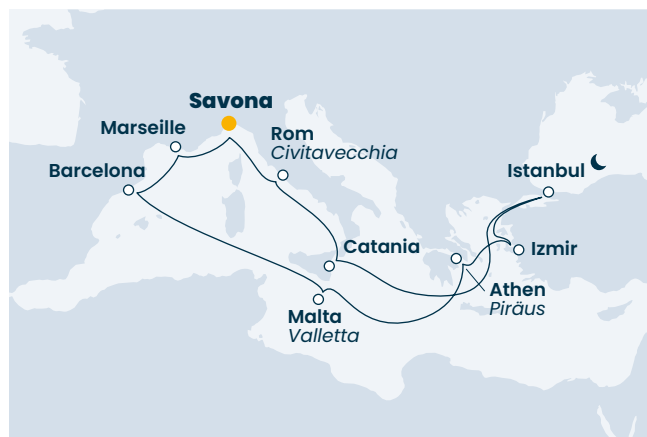 Savona
Marseille
Rom
Civitavecchia
Barcelona
Istanbul
Catania
Izmir
Athen
Piräus
Malta
Valletta